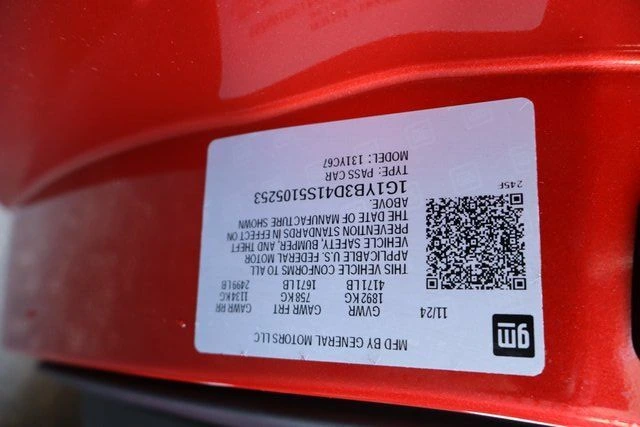 MFD BY GENERAL MOTORS LLC
gm
11/24
GVWR GAWR FRT GAWR RR
1892 KG 758 KG 1134 KG
4171 LB 1671 LB 2499 LB
THIS VEHICLE CONFORMS TO ALL
APPLICABLE U.S. FEDERAL MOTOR
VEHICLE SAFETY, BUMPER, AND THEFT
PREVENTION STANDARDS IN EFFECT ON
THE DATE OF MANUFACTURE SHOWN
ABOVE.
1G1YB3D41S5105253
TYPE: PASS CAR
MODEL: 131YC67
245F